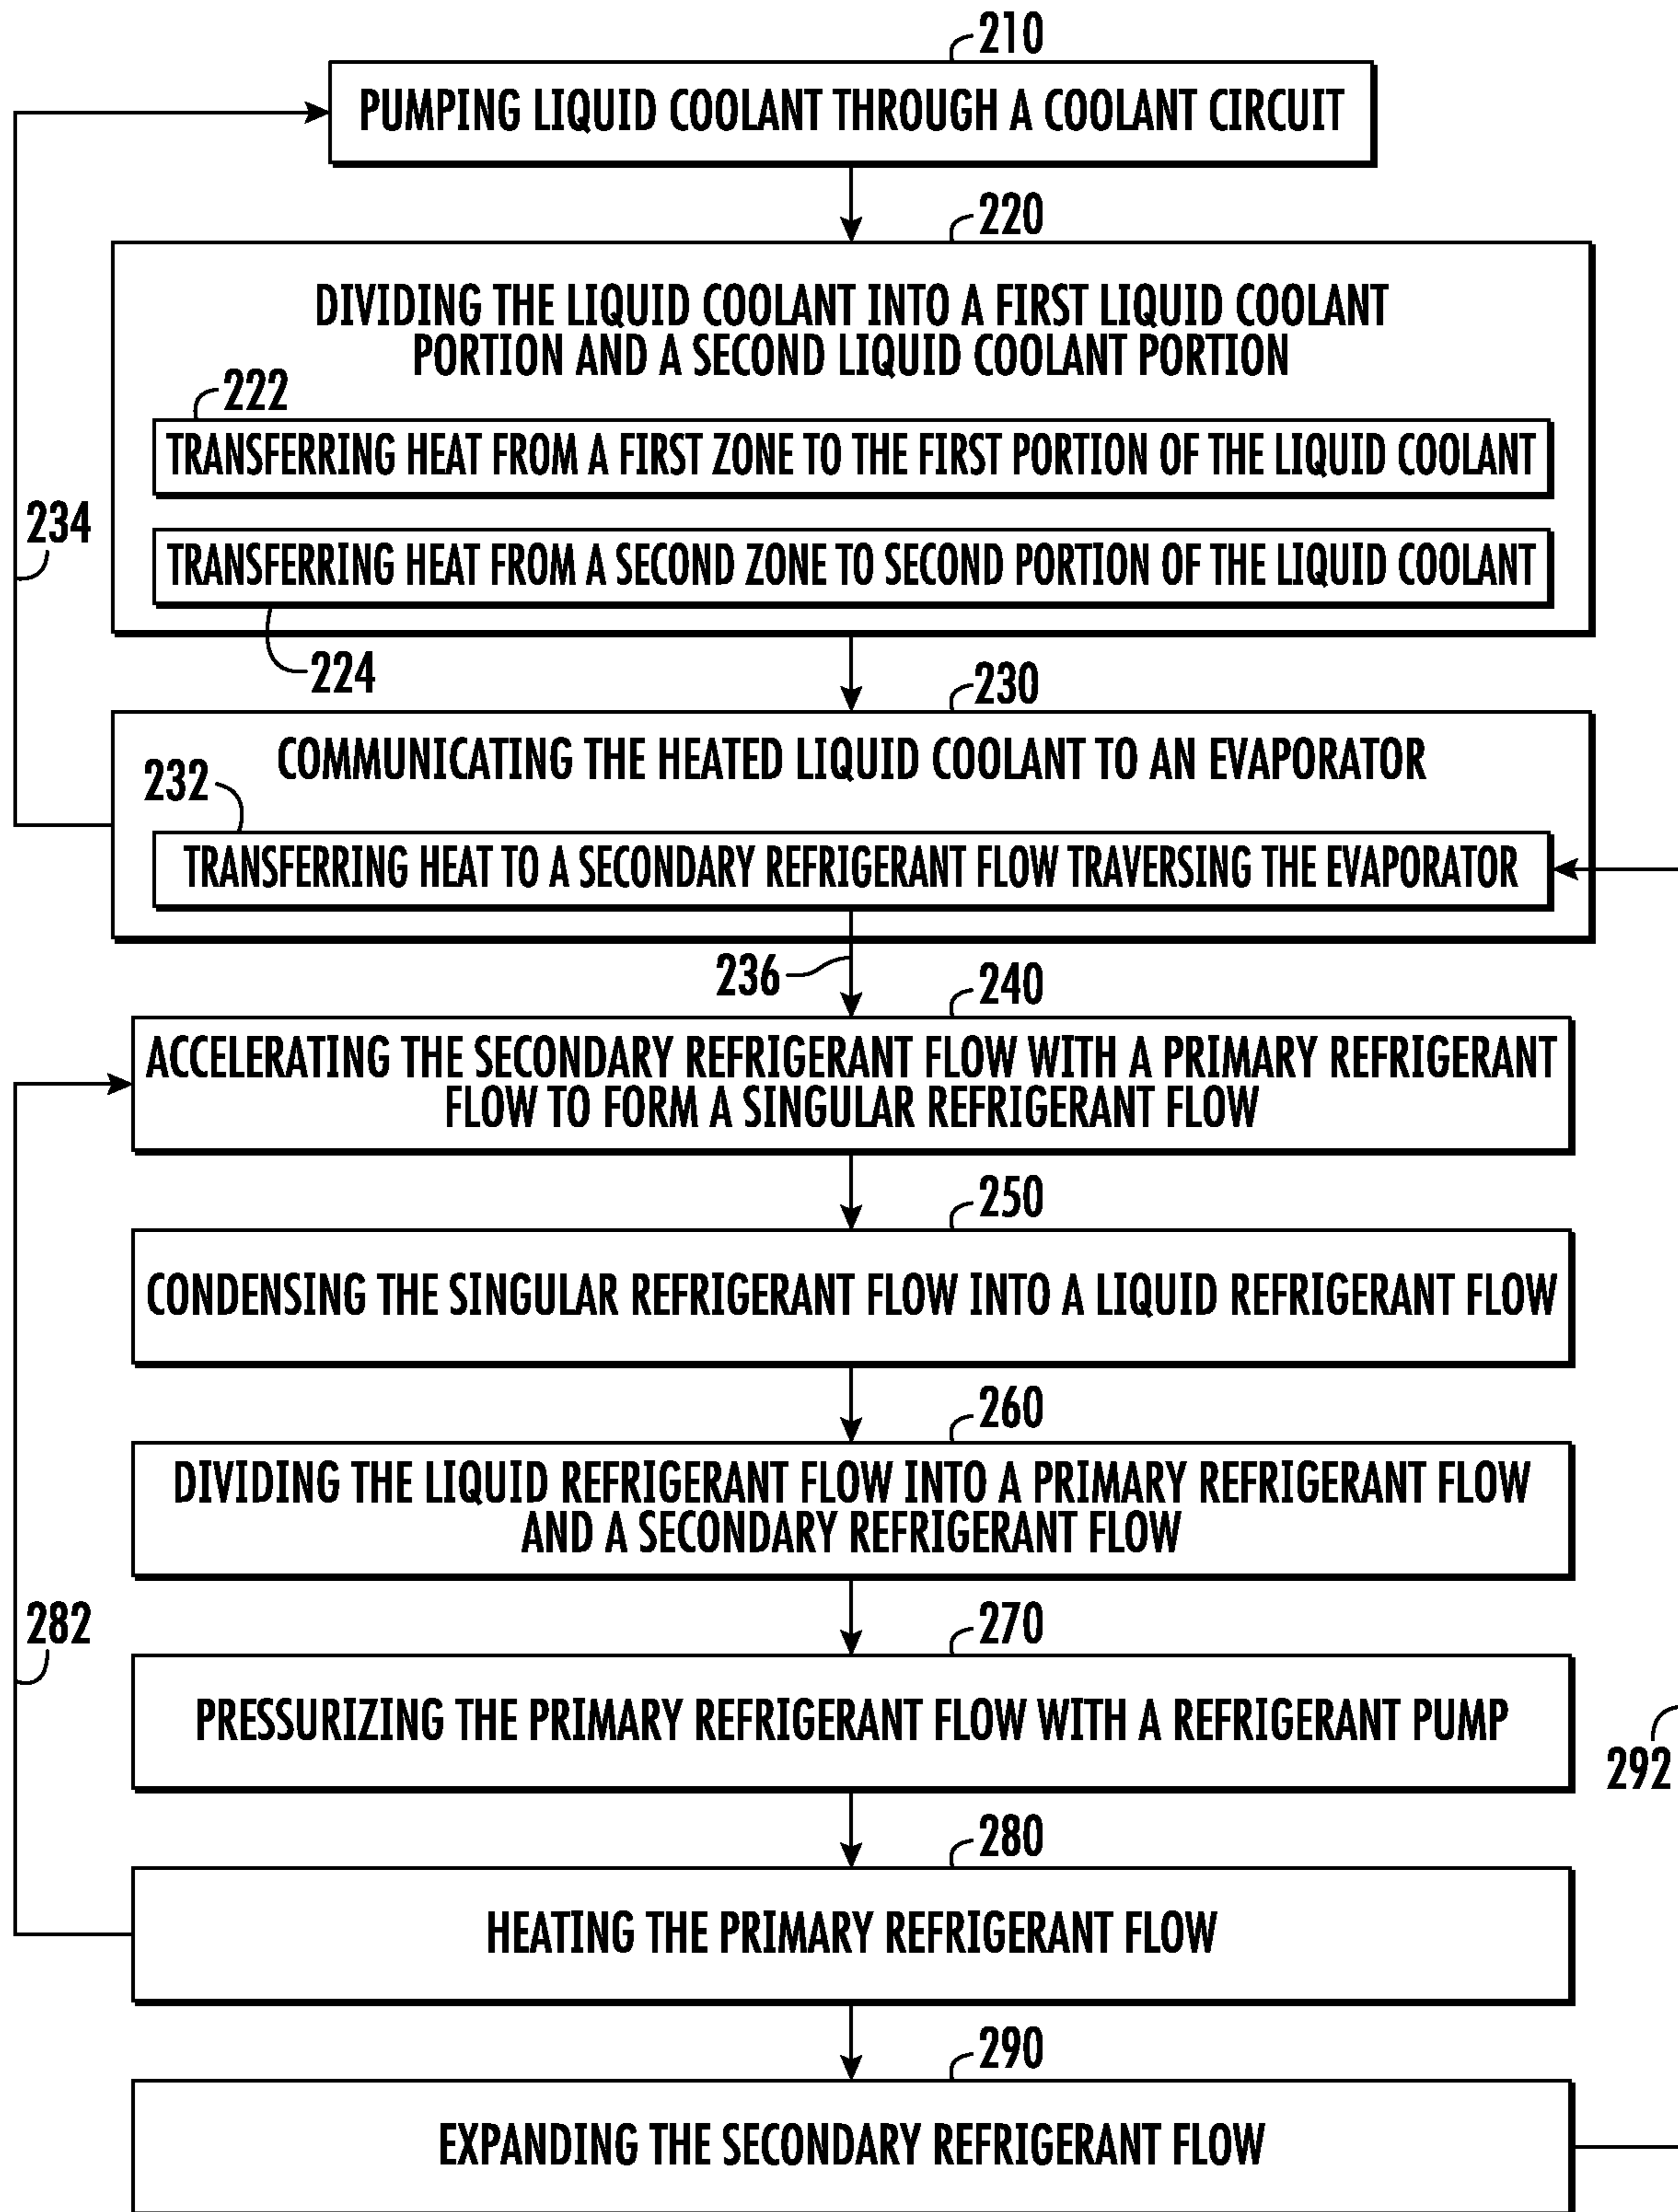 210
PUMPING LIQUID COOLANT THROUGH A COOLANT CIRCUIT
220
DIVIDING THE LIQUID COOLANT INTO A FIRST LIQUID COOLANT
PORTION AND A SECOND LIQUID COOLANT PORTION
222
TRANSFERRING HEAT FROM A FIRST ZONE TO THE FIRST PORTION OF THE LIQUID COOLANT
234
TRANSFERRING HEAT FROM A SECOND ZONE TO SECOND PORTION OF THE LIQUID COOLANT
224
230
COMMUNICATING THE HEATED LIQUID COOLANT TO AN EVAPORATOR
232
TRANSFERRING HEAT TO A SECONDARY REFRIGERANT FLOW TRAVERSING THE EVAPORATOR
236
240
ACCELERATING THE SECONDARY REFRIGERANT FLOW WITH A PRIMARY REFRIGERANT
FLOW TO FORM A SINGULAR REFRIGERANT FLOW
250
CONDENSING THE SINGULAR REFRIGERANT FLOW INTO A LIQUID REFRIGERANT FLOW
260
DIVIDING THE LIQUID REFRIGERANT FLOW INTO A PRIMARY REFRIGERANT FLOW
AND A SECONDARY REFRIGERANT FLOW
282
270
PRESSURIZING THE PRIMARY REFRIGERANT FLOW WITH A REFRIGERANT PUMP
292
280
HEATING THE PRIMARY REFRIGERANT FLOW
290
EXPANDING THE SECONDARY REFRIGERANT FLOW